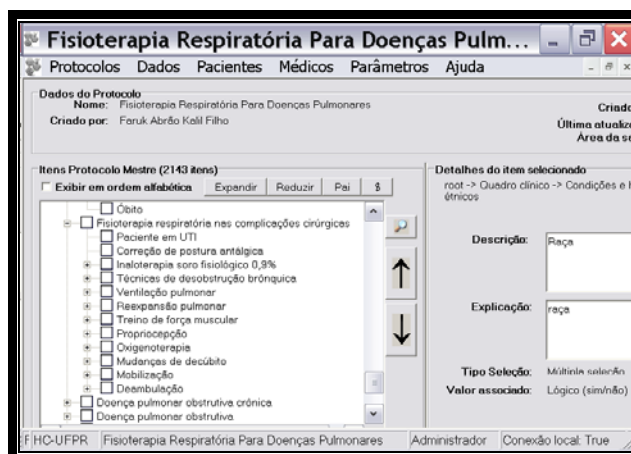 Fisioterapia Respiratória Para Doenças Pulm...
Protocolos Dados Pacientes Médicos Parâmetros Ajuda
Dados do Protocolo
Nome: Fisioterapia Respiratória Para Doenças Pulmonares
Criado por: Faruk Abrão Kalil Filho
Criado
Última atualiz
Área da s
Itens Protocolo Mestre (2143 itens)
Exibir em ordem alfabética Expandir Reduzir Pai $
Óbito
Fisioterapia respiratória nas complicações cirúrgicas
Paciente em UTI
Correção de postura antálgica
Inaloterapia soro fisiológico 0,9%
Técnicas de desobstrução brônquica
Ventilação pulmonar
Reexpansão pulmonar
Treino de força muscular
Propriocepção
Oxigenoterapia
Mudanças de decúbito
Mobilização
Deambulação
Doença pulmonar obstrutiva crônica
Doença pulmonar obstrutiva
Detalhes do item selecionado
root -> Quadro clínico -> Condições e h
étnicos
Descrição: Raça
Explicação: raça
Tipo Seleção: Múltipla seleção
Valor associado: Lógico (sim/não)
HC-UFPR Fisioterapia Respiratória Para Doenças Pulmonares Administrador Conexão local: True